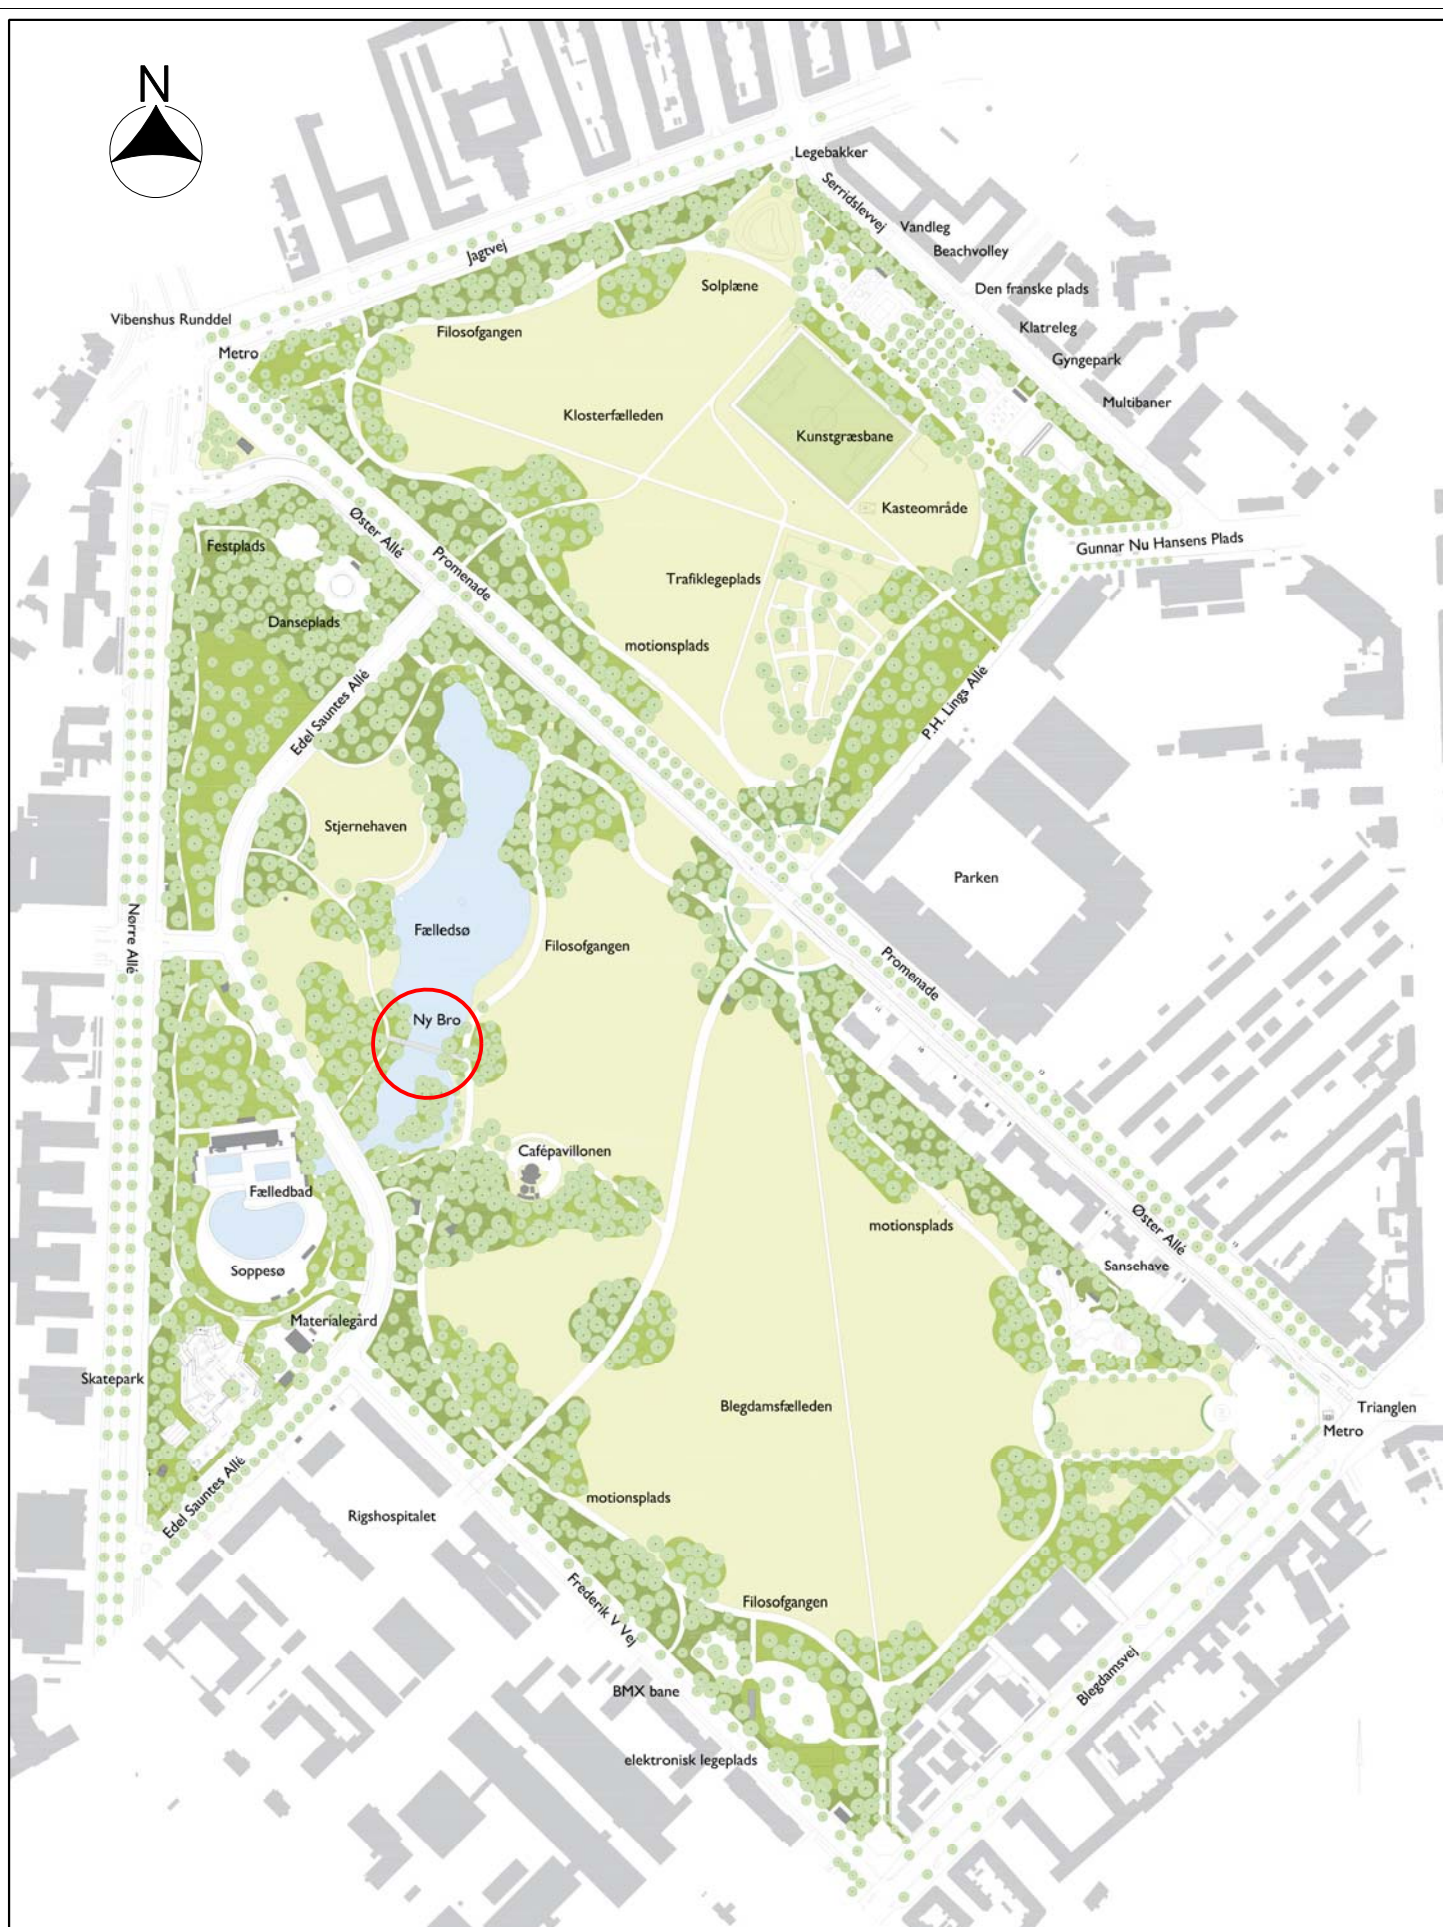 N
Legebakker
Serridslevvej
Vandleg
Beachvolley
Jagtvej
Solplæne
Den franske plads
Vibenshus Runddel
Filosofgangen
Klatreleg
Metro
Gyngepark
Multibaner
Klosterfælleden
Kunstgræsbane
Kasteområde
Øster Allé
Promenade
Festplads
Gunnar Nu Hansens Plads
Trafiklegeplads
Danseplads
motionsplads
Edel Sauntes Allé
P.H. Lings Allé
Stjernehaven
Parken
Nørre Allé
Fælledsø
Filosofgangen
Promenade
Ny Bro
Cafépavillonen
Fælledbad
motionsplads
Øster Allé
Soppesø
Sansehave
Materialegård
Skatepark
Blegdamsfælleden
Trianglen
Metro
Edel Sauntes Allé
motionsplads
Rigshospitalet
Frederik V Vej
Filosofgangen
Blegdamsvej
BMX bane
elektronisk legeplads